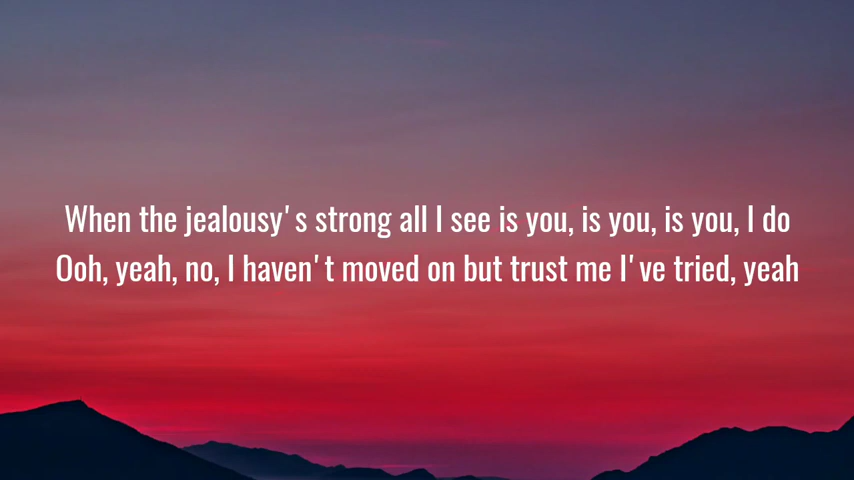 When the jealousy's strong all I see is you, is you, is you, I do
Ooh, yeah, no, I haven't moved on but trust me I've tried, yeah